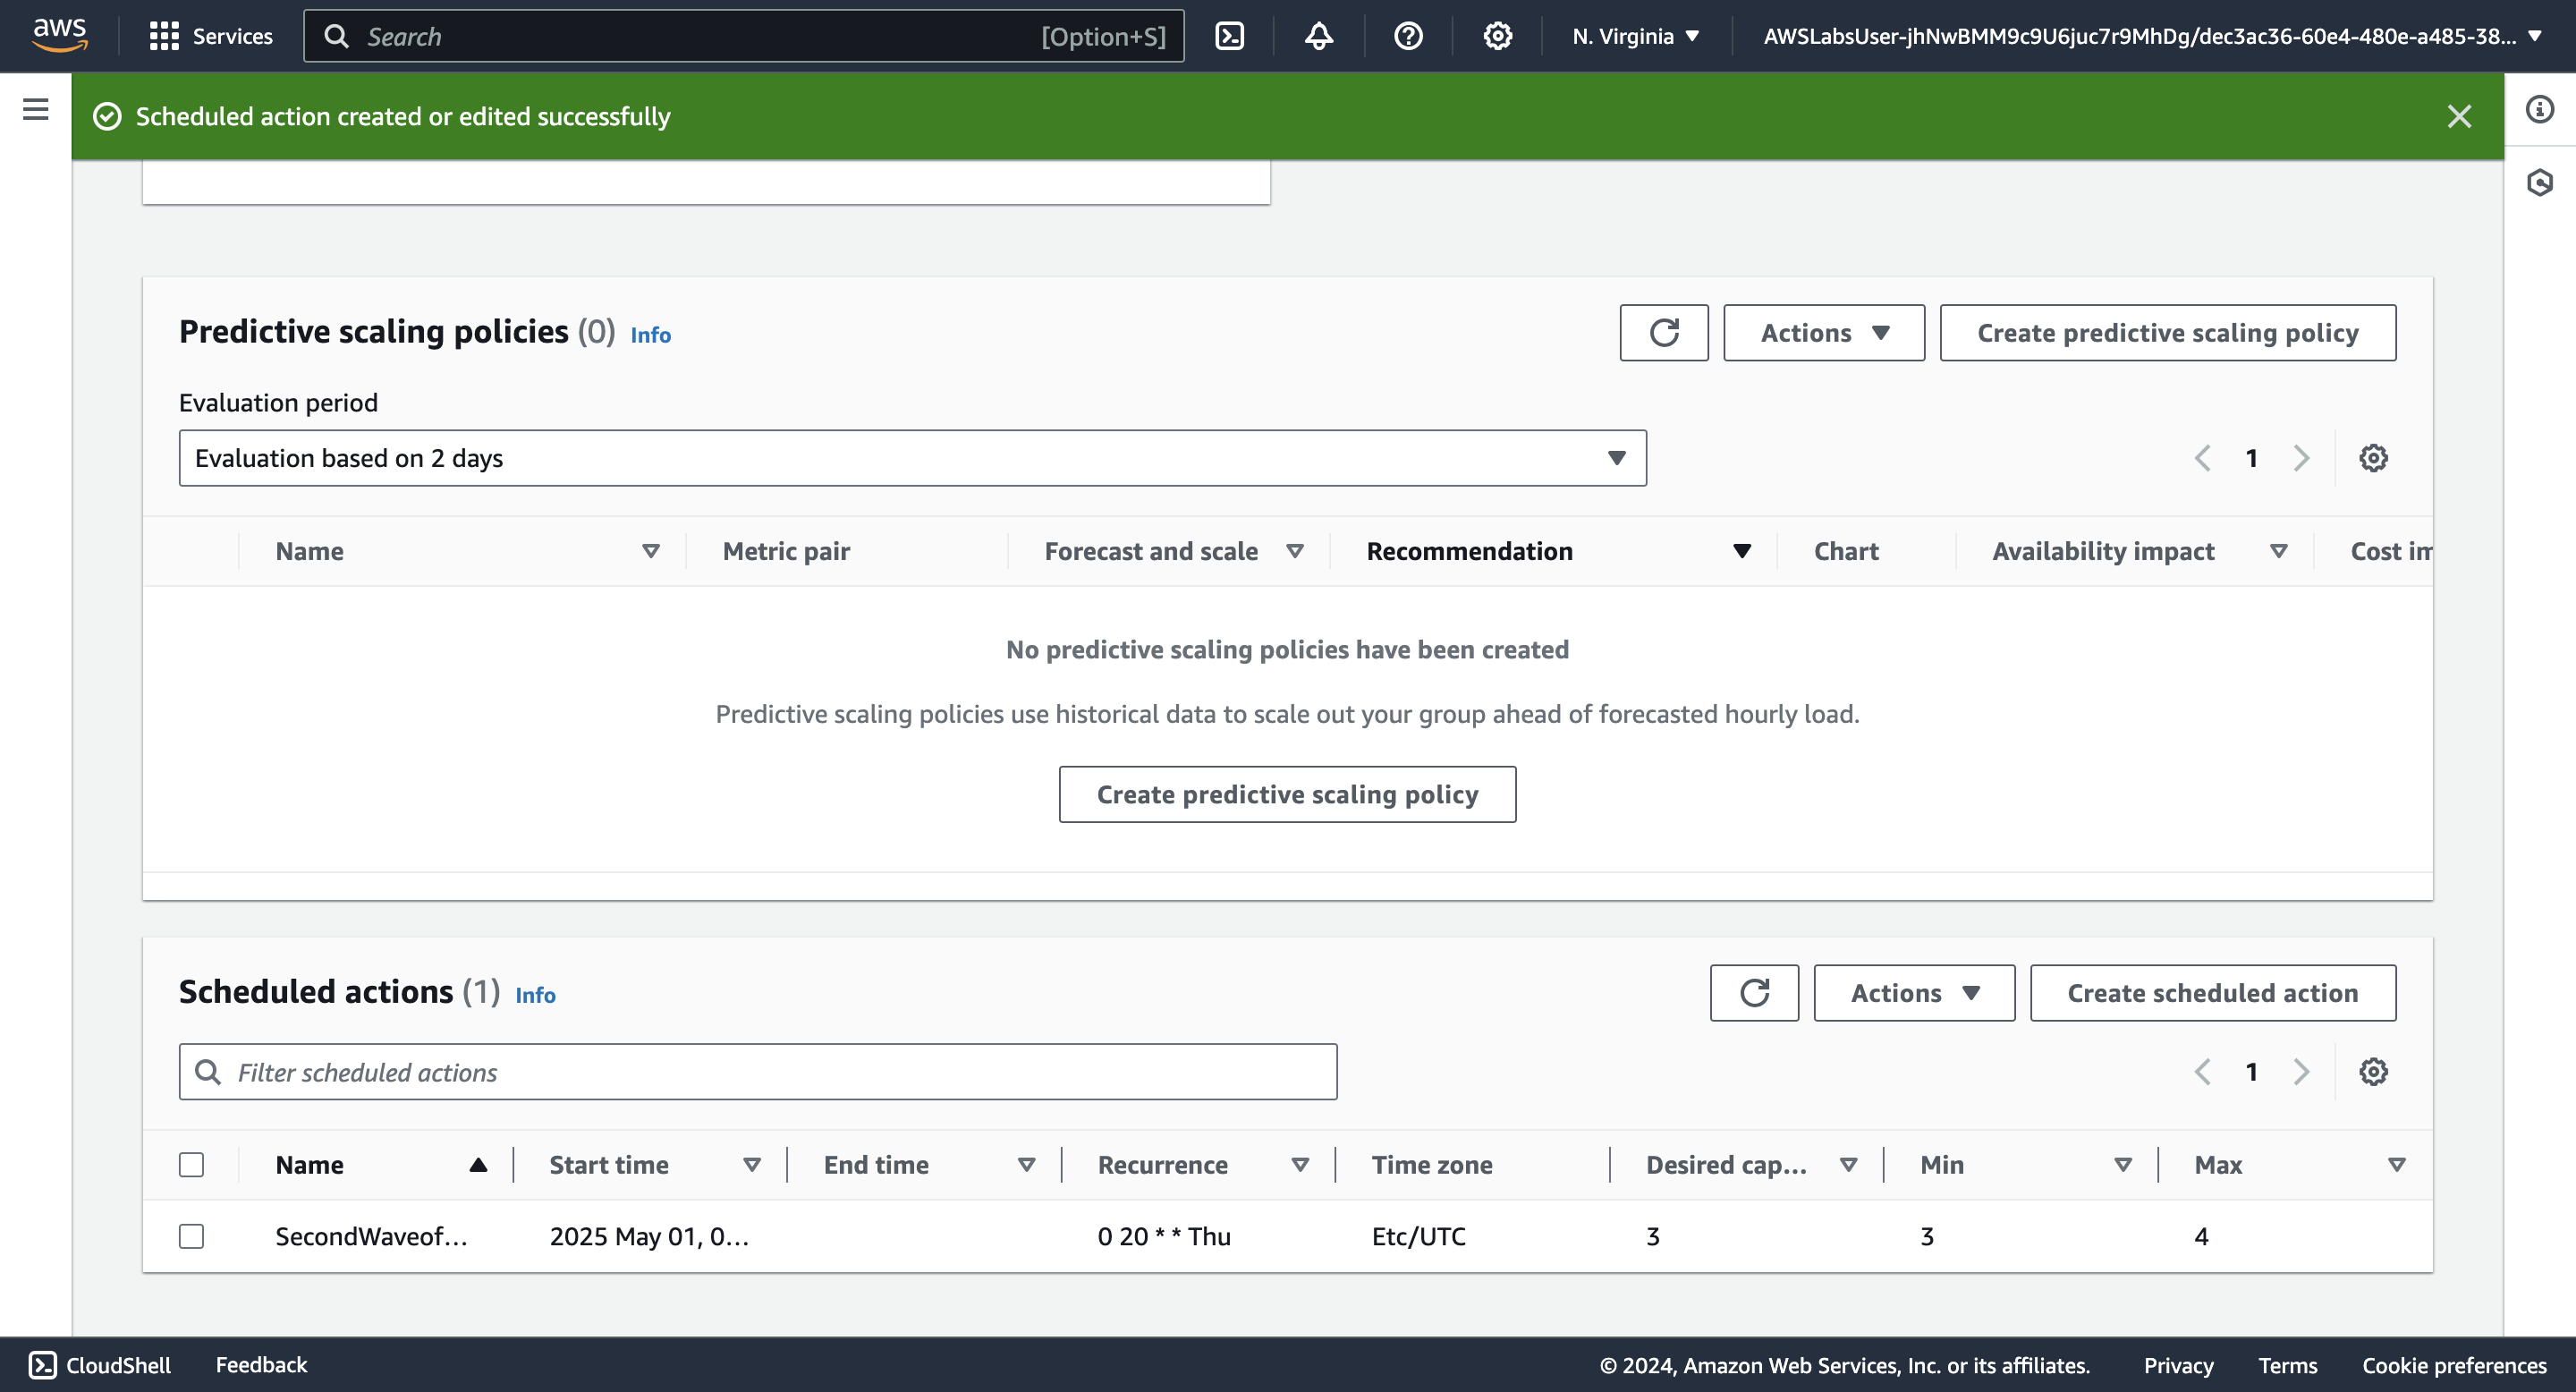 aws Services Search [Option+S] N. Virginia AWSLabsUser-jhNwBMM9c9U6juc7r9MhDg/dec3ac36-60e4-480e-a485-38...
Scheduled action created or edited successfully
Predictive scaling policies (0) Info Actions Create predictive scaling policy
Evaluation period
Evaluation based on 2 days 1
Name Metric pair Forecast and scale Recommendation Chart Availability impact Cost im
No predictive scaling policies have been created
Predictive scaling policies use historical data to scale out your group ahead of forecasted hourly load.
Create predictive scaling policy
Scheduled actions (1) Info Actions Create scheduled action
Filter scheduled actions 1
Name Start time End time Recurrence Time zone Desired cap... Min Max
SecondWaveof... 2025 May 01, 0... 0 20 * * Thu Etc/UTC 3 3 4
CloudShell Feedback © 2024, Amazon Web Services, Inc. or its affiliates. Privacy Terms Cookie preferences